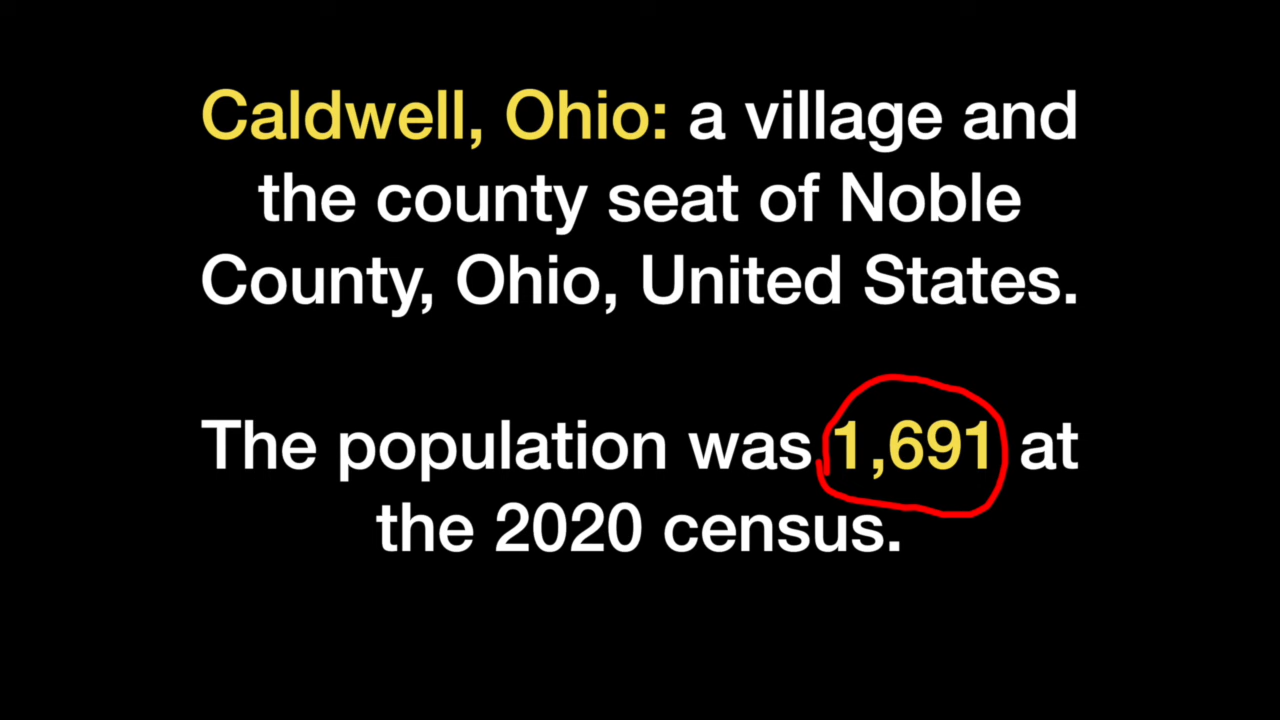 Caldwell, Ohio: a village and
the county seat of Noble
County, Ohio, United States.
The population was 1,691 at
the 2020 census.